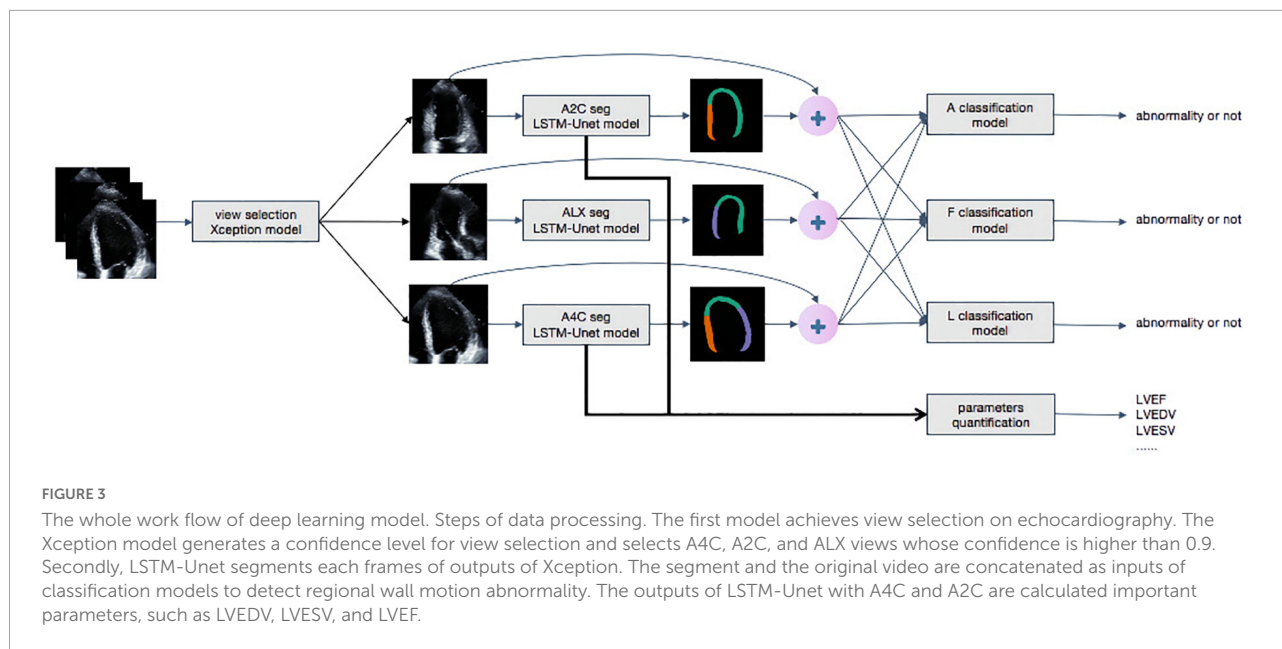 view selection
Xception model
A2C seg
LSTM-Unet model
ALX seg
LSTM-Unet model
A4C seg
LSTM-Unet model
+
+
+
A classification
model
F classification
model
L classification
model
parameters
quantification
abnormality or not
abnormality or not
abnormality or not
LVEF
LVEDV
LVESV
......
FIGURE 3
The whole work flow of deep learning model. Steps of data processing. The first model achieves view selection on echocardiography. The
Xception model generates a confidence level for view selection and selects A4C, A2C, and ALX views whose confidence is higher than 0.9.
Secondly, LSTM-Unet segments each frames of outputs of Xception. The segment and the original video are concatenated as inputs of
classification models to detect regional wall motion abnormality. The outputs of LSTM-Unet with A4C and A2C are calculated important
parameters, such as LVEDV, LVESV, and LVEF.